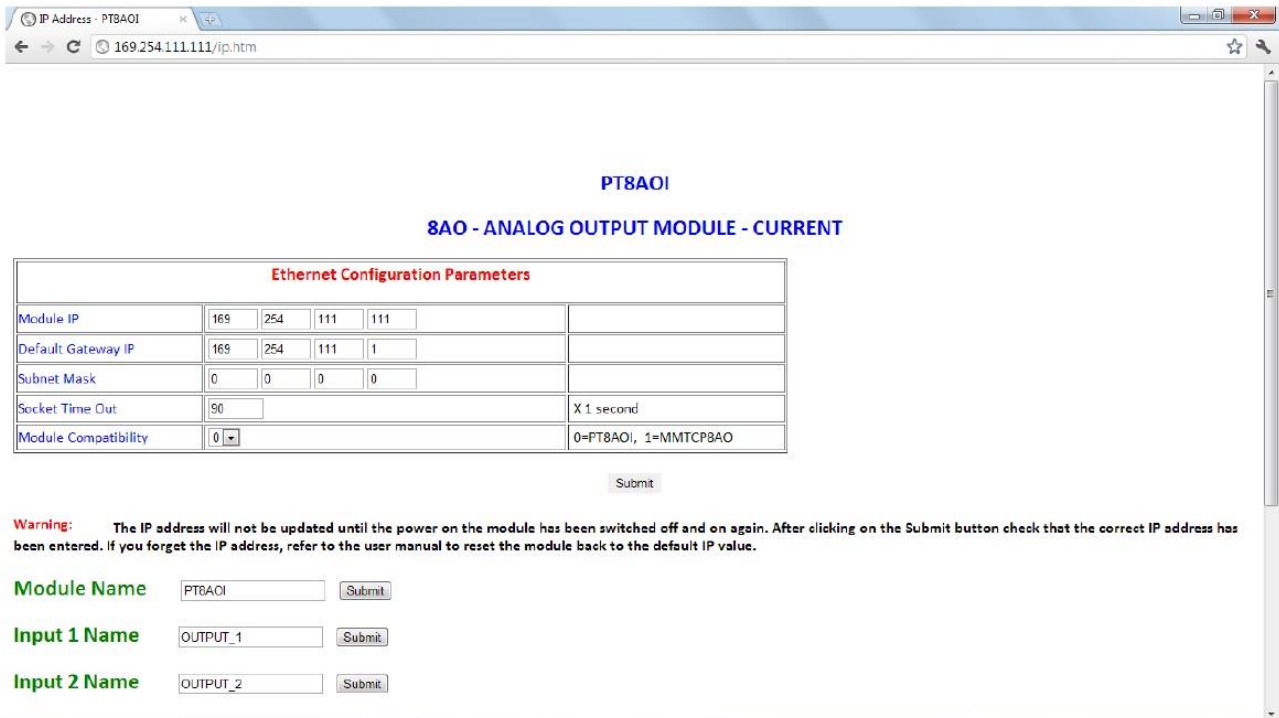 IP Address - PT8AOI
169.254.111.111/ip.htm
PT8AOI
8AO - ANALOG OUTPUT MODULE - CURRENT
Ethernet Configuration Parameters
Module IP 169 254 111 111
Default Gateway IP 169 254 111 1
Subnet Mask 0 0 0 0
Socket Time Out 90 X 1 second
Module Compatibility 0 0=PT8AOI, 1=MMTCP8AO
Submit
Warning: The IP address will not be updated until the power on the module has been switched off and on again. After clicking on the Submit button check that the correct IP address has
been entered. If you forget the IP address, refer to the user manual to reset the module back to the default IP value.
Module Name PT8AOI Submit
Input 1 Name OUTPUT_1 Submit
Input 2 Name OUTPUT_2 Submit